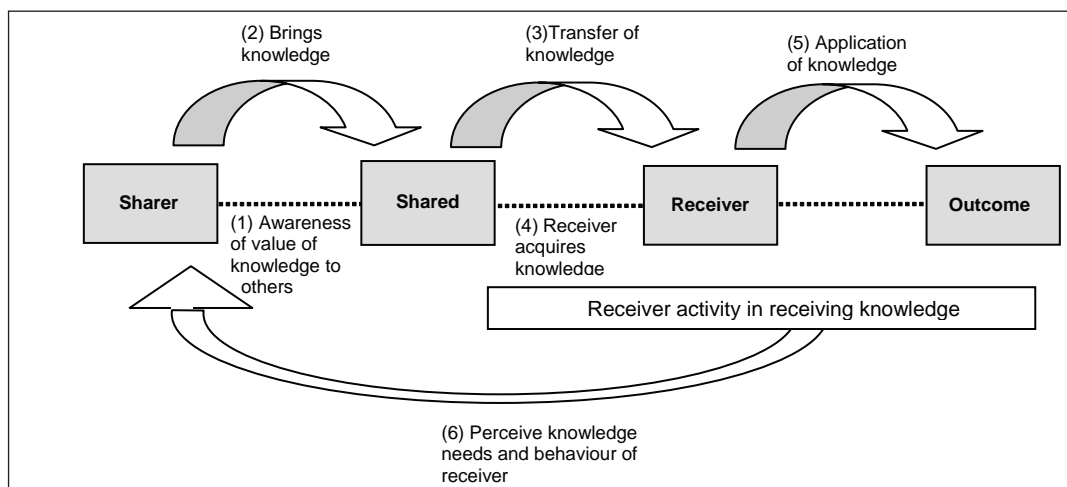 (2) Brings
knowledge
(3)Transfer of
knowledge
(5) Application
of knowledge
Sharer
Shared
Receiver
Outcome
(1) Awareness
of value of
knowledge to
others
(4) Receiver
acquires
knowledge
Receiver activity in receiving knowledge
(6) Perceive knowledge
needs and behaviour of
receiver